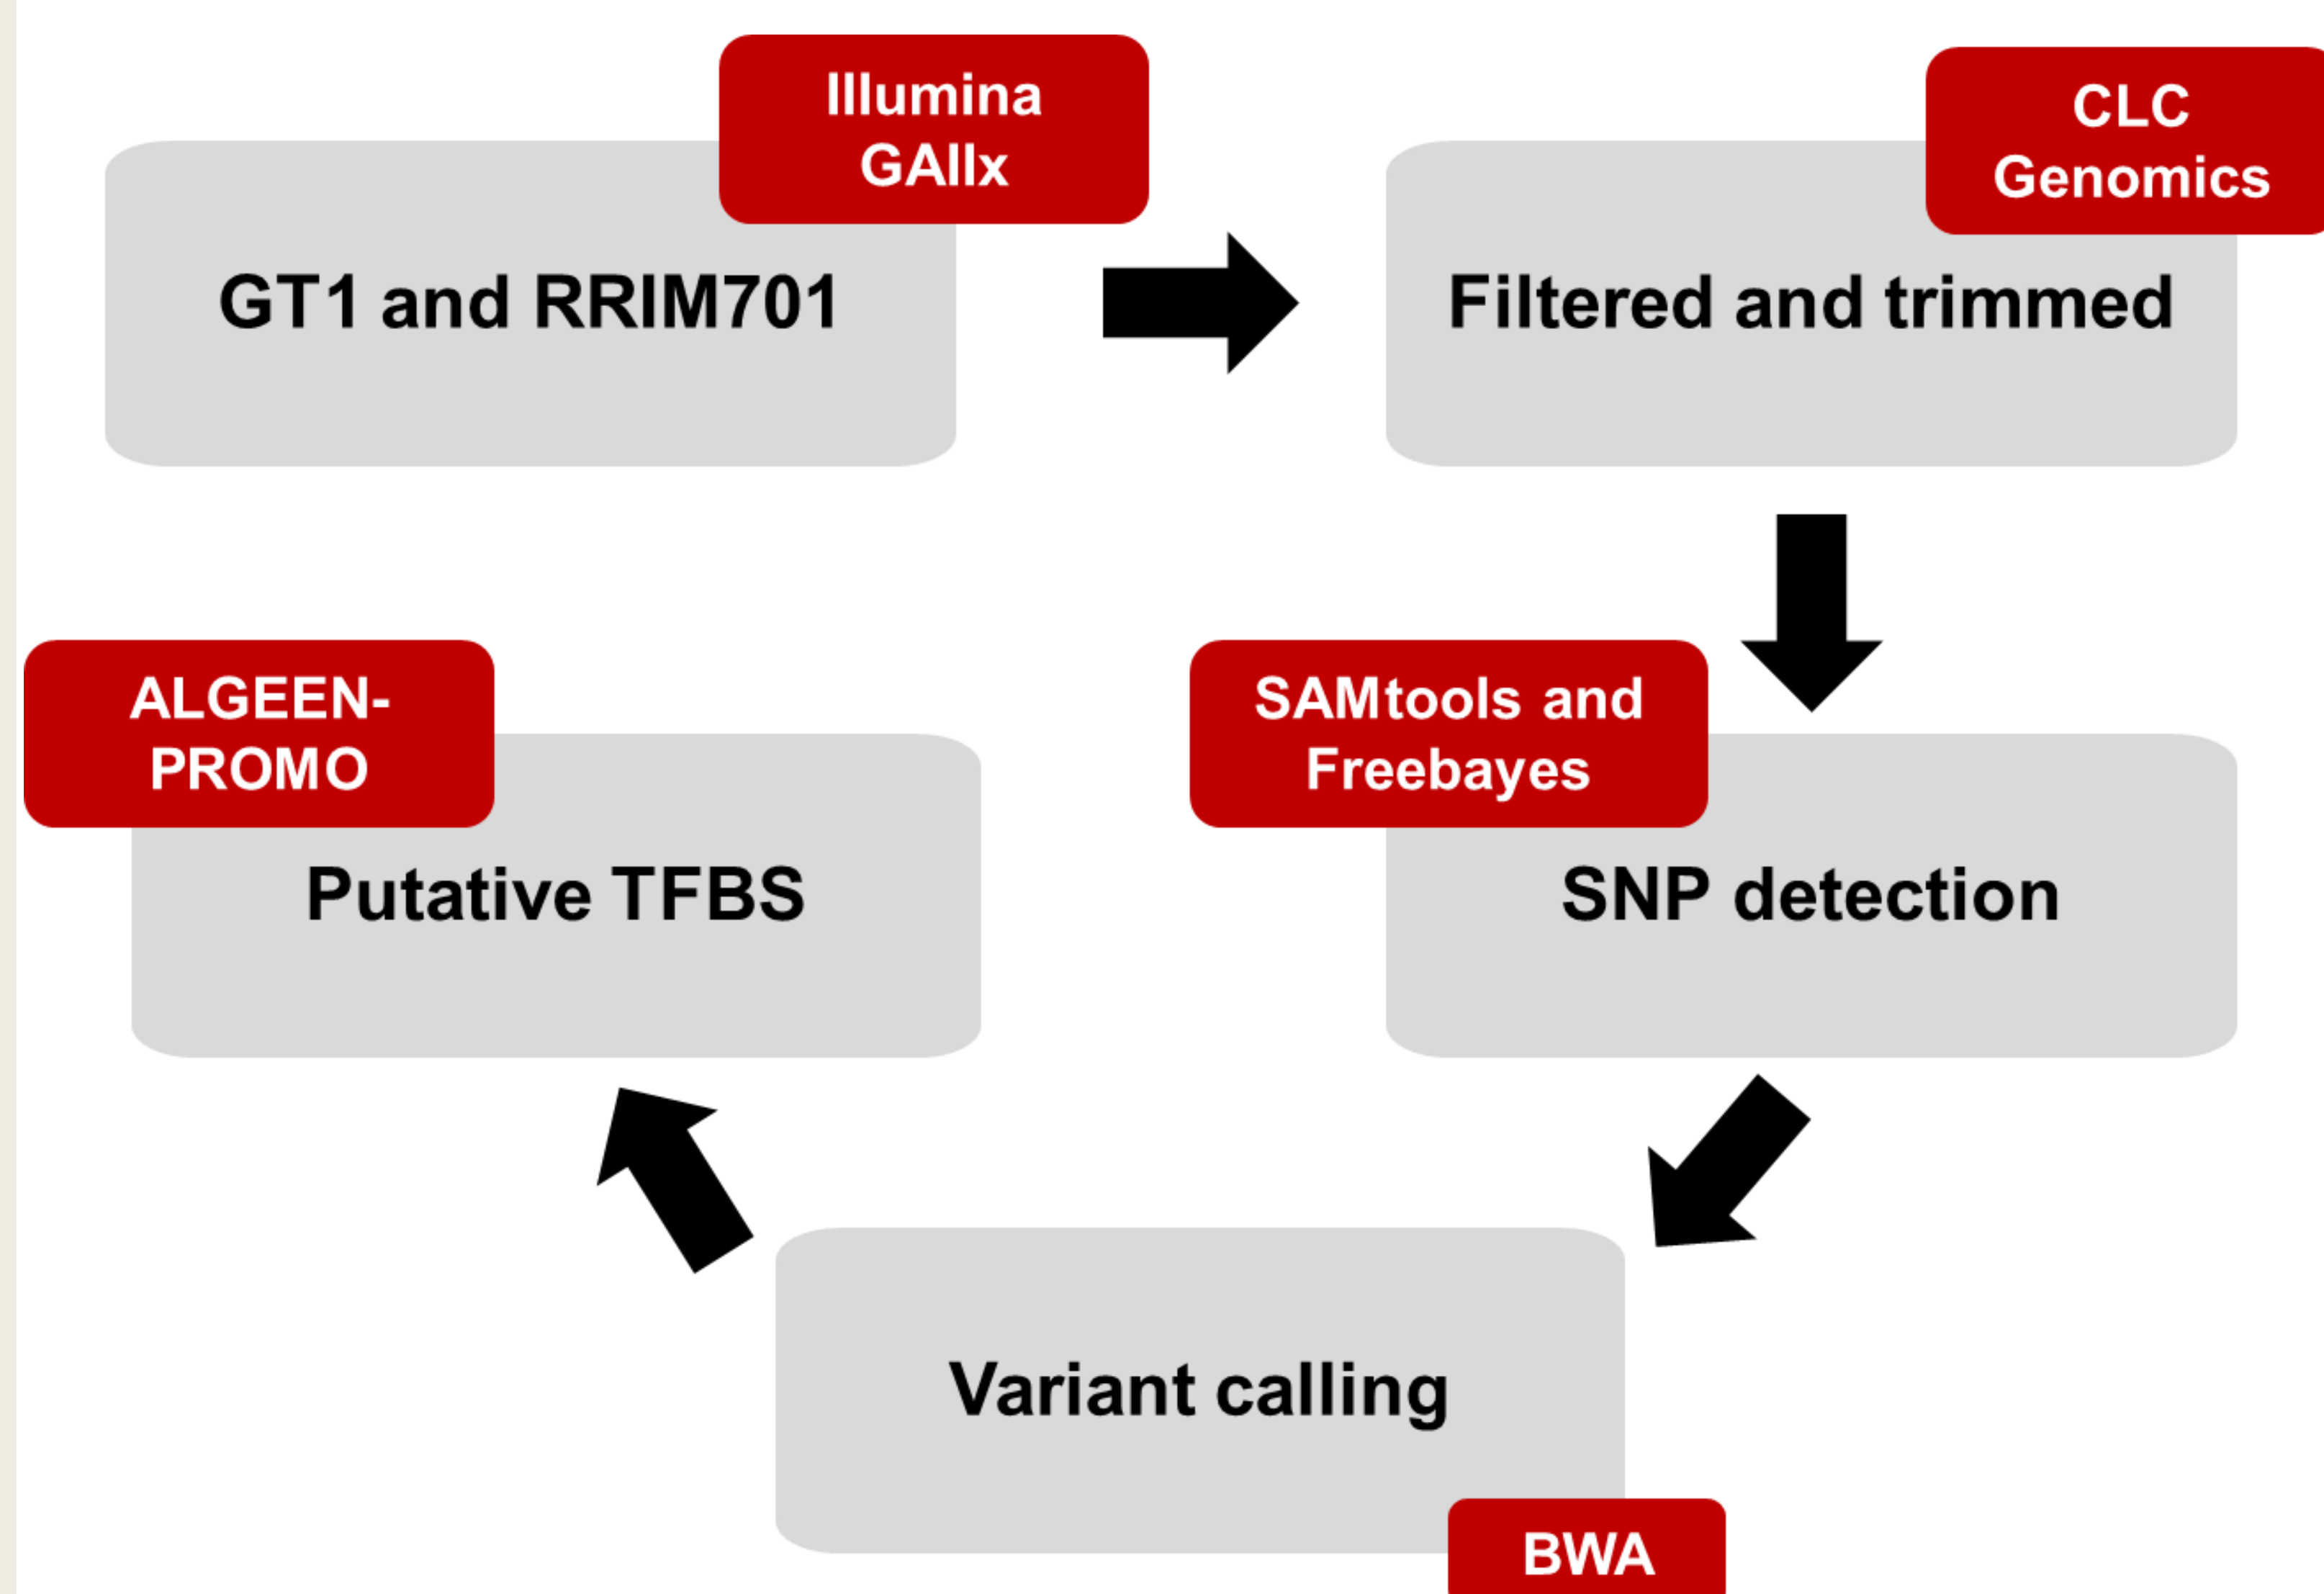 Illumina
GAIIx
GT1 and RRIM701
CLC
Genomics
Filtered and trimmed
SAMtools and
Freebayes
SNP detection
BWA
Variant calling
ALGEEN-
PROMO
Putative TFBS